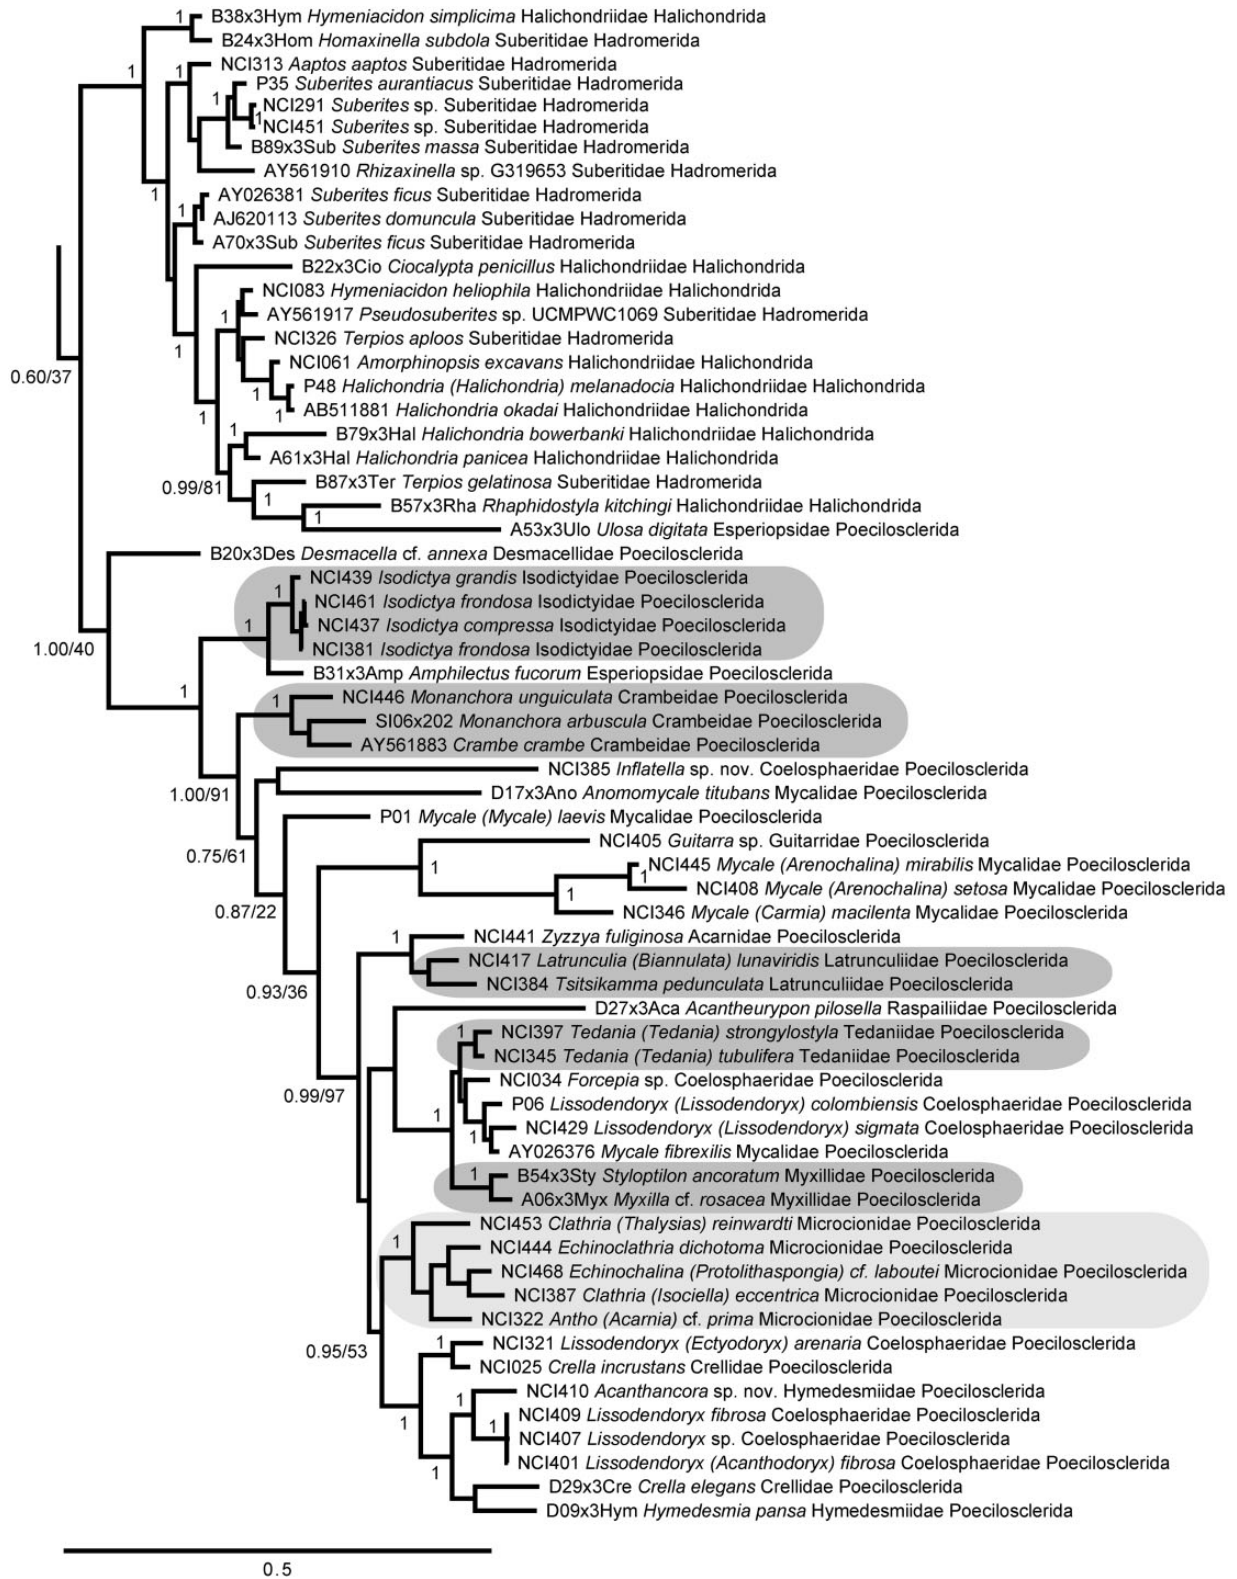 B38x3Hym Hymeniacidon simplicima Halichondriidae Halichondrida
1
B24x3Hom Homaxinella subdola Suberitidae Hadromerida
NCI313 Aaptos aaptos Suberitidae Hadromerida
1
1
P35 Suberites aurantiacus Suberitidae Hadromerida
1
NCI291 Suberites sp. Suberitidae Hadromerida
1
NCI451 Suberites sp. Suberitidae Hadromerida
B89x3Sub Suberites massa Suberitidae Hadromerida
AY561910 Rhizaxinella sp. G319653 Suberitidae Hadromerida
1
AY026381 Suberites ficus Suberitidae Hadromerida
1
AJ620113 Suberites domuncula Suberitidae Hadromerida
A70x3Sub Suberites ficus Suberitidae Hadromerida
B22x3Cio Ciocalypta penicillus Halichondriidae Halichondrida
NCI083 Hymeniacidon heliophila Halichondriidae Halichondrida
1
AY561917 Pseudosuberites sp. UCMPWC1069 Suberitidae Hadromerida
NCI326 Terpios aploos Suberitidae Hadromerida
1
NCI061 Amorphinopsis excavans Halichondriidae Halichondrida
0.60/37
P48 Halichondria (Halichondria) melanadocia Halichondriidae Halichondrida
1
AB511881 Halichondria okadai Halichondriidae Halichondrida
1
1
B79x3Hal Halichondria bowerbanki Halichondriidae Halichondrida
1
A61x3Hal Halichondria panicea Halichondriidae Halichondrida
0.99/81
B87x3Ter Terpios gelatinosa Suberitidae Hadromerida
1
B57x3Rha Rhaphidostyla kitchingi Halichondriidae Halichondrida
1
A53x3Ulo Ulosa digitata Esperiopsidae Poecilosclerida
B20x3Des Desmacella cf. annexa Desmacellidae Poecilosclerida
NCI439 Isodictya grandis Isodictyidae Poecilosclerida
1
NCI461 Isodictya frondosa Isodictyidae Poecilosclerida
1
NCI437 Isodictya compressa Isodictyidae Poecilosclerida
1.00/40
NCI381 Isodictya frondosa Isodictyidae Poecilosclerida
B31x3Amp Amphilectus fucorum Esperiopsidae Poecilosclerida
1
NCI446 Monanchora unguiculata Crambeidae Poecilosclerida
1
SI06x202 Monanchora arbuscula Crambeidae Poecilosclerida
AY561883 Crambe crambe Crambeidae Poecilosclerida
NCI385 Inflatella sp. nov. Coelosphaeridae Poecilosclerida
1.00/91
D17x3Ano Anomomycale titubans Mycalidae Poecilosclerida
P01 Mycale (Mycale) laevis Mycalidae Poecilosclerida
NCI405 Guitarra sp. Guitarridae Poecilosclerida
0.75/61
NCI445 Mycale (Arenochalina) mirabilis Mycalidae Poecilosclerida
1
1
NCI408 Mycale (Arenochalina) setosa Mycalidae Poecilosclerida
1
NCI346 Mycale (Carmia) macilenta Mycalidae Poecilosclerida
0.87/22
NCI441 Zyzzya fuliginosa Acarnidae Poecilosclerida
1
NCI417 Latrunculia (Biannulata) lunaviridis Latrunculiidae Poecilosclerida
NCI384 Tsitsikamma pedunculata Latrunculiidae Poecilosclerida
0.93/36
D27x3Aca Acantheurypon pilosella Raspailiidae Poecilosclerida
NCI397 Tedania (Tedania) strongylostyla Tedaniidae Poecilosclerida
1
NCI345 Tedania (Tedania) tubulifera Tedaniidae Poecilosclerida
NCI034 Forcepia sp. Coelosphaeridae Poecilosclerida
0.99/97
P06 Lissodendoryx (Lissodendoryx) colombiensis Coelosphaeridae Poecilosclerida
1
NCI429 Lissodendoryx (Lissodendoryx) sigmata Coelosphaeridae Poecilosclerida
1
AY026376 Mycale fibrexilis Mycalidae Poecilosclerida
B54x3Sty Styloptilon ancoratum Myxillidae Poecilosclerida
1
A06x3Myx Myxilla cf. rosacea Myxillidae Poecilosclerida
NCI453 Clathria (Thalysias) reinwardti Microcionidae Poecilosclerida
1
NCI444 Echinoclathria dichotoma Microcionidae Poecilosclerida
NCI468 Echinochalina (Protolithaspongia) cf. laboutei Microcionidae Poecilosclerida
NCI387 Clathria (Isociella) eccentrica Microcionidae Poecilosclerida
NCI322 Antho (Acarnia) cf. prima Microcionidae Poecilosclerida
NCI321 Lissodendoryx (Ectyodoryx) arenaria Coelosphaeridae Poecilosclerida
1
0.95/53
NCI025 Crella incrustans Crellidae Poecilosclerida
NCI410 Acanthancora sp. nov. Hymedesmiidae Poecilosclerida
1
NCI409 Lissodendoryx fibrosa Coelosphaeridae Poecilosclerida
1
1
NCI407 Lissodendoryx sp. Coelosphaeridae Poecilosclerida
NCI401 Lissodendoryx (Acanthodoryx) fibrosa Coelosphaeridae Poecilosclerida
1
D29x3Cre Crella elegans Crellidae Poecilosclerida
D09x3Hym Hymedesmia pansa Hymedesmiidae Poecilosclerida
0.5